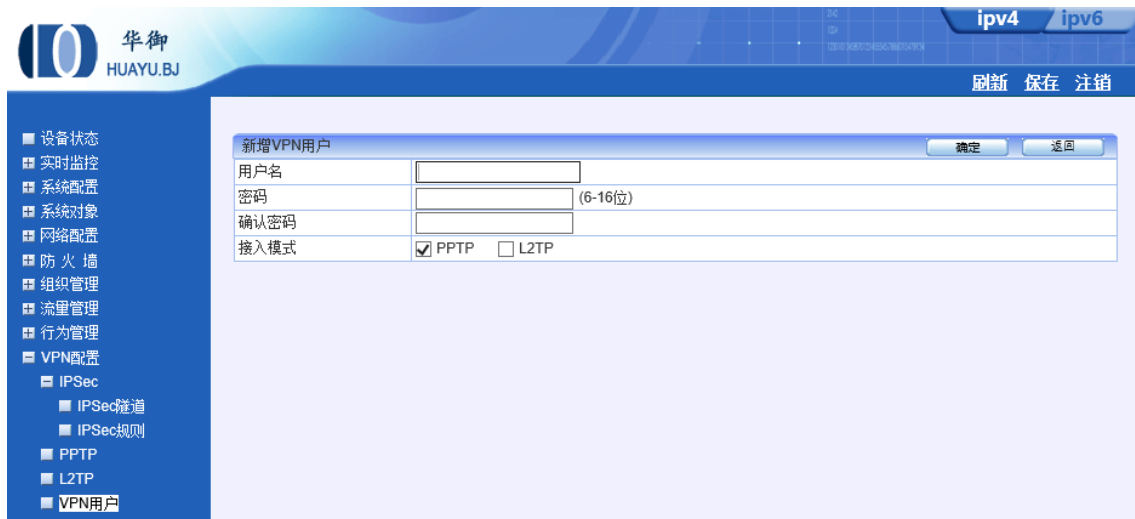 华御
HUAYU.BJ
ipv4 ipv6
刷新 保存 注销
设备状态
实时监控
系统配置
系统对象
网络配置
防 火 墙
组织管理
流里管理
行为管理
VPN配置
IPSec
IPSec隧道
IPSec规则
PPTP
L2TP
VPN用户
新增VPN用户 确定 返回
用户名
密码 (6-16位)
确认密码
接入模式 PPTP L2TP